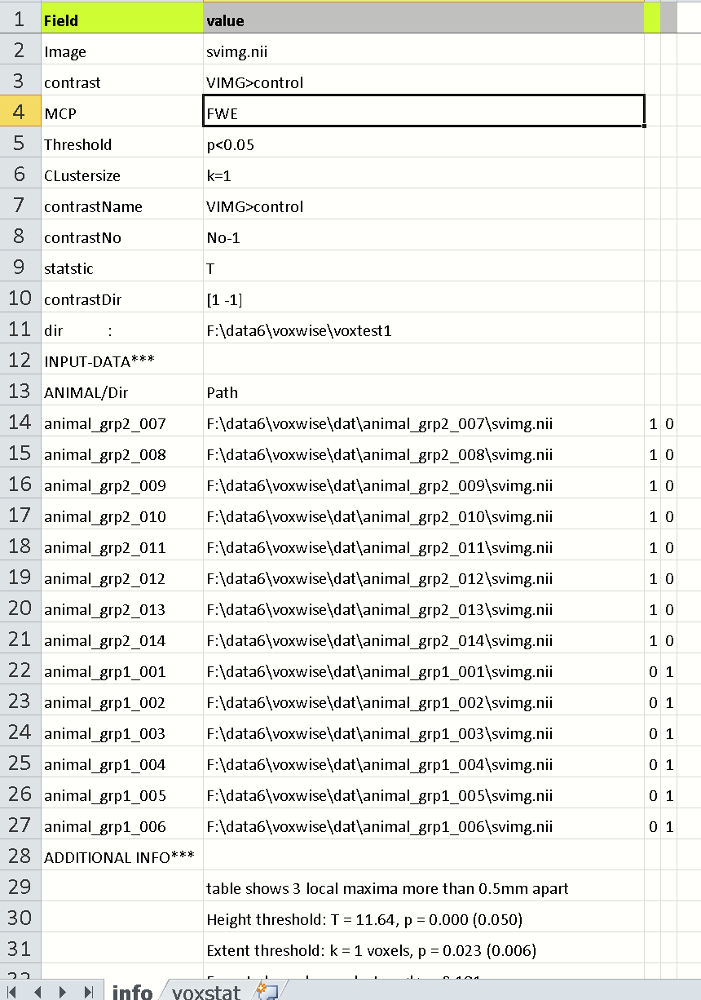 1 Field value
2 Image svimg.nii
3 contrast VIMG>control
4 MCP FWE
5 Threshold p<0.05
6 CLustersize k=1
7 contrastName VIMG>control
8 contrastNo No-1
9 statstic T
10 contrastDir [1 -1]
11 dir : F:\data6\voxwise\voxtest1
12 INPUT-DATA***
13 ANIMAL/Dir Path
14 animal_grp2_007 F:\data6\voxwise\dat\animal_grp2_007\svimg.nii 1 0
15 animal_grp2_008 F:\data6\voxwise\dat\animal_grp2_008\svimg.nii 1 0
16 animal_grp2_009 F:\data6\voxwise\dat\animal_grp2_009\svimg.nii 1 0
17 animal_grp2_010 F:\data6\voxwise\dat\animal_grp2_010\svimg.nii 1 0
18 animal_grp2_011 F:\data6\voxwise\dat\animal_grp2_011\svimg.nii 1 0
19 animal_grp2_012 F:\data6\voxwise\dat\animal_grp2_012\svimg.nii 1 0
20 animal_grp2_013 F:\data6\voxwise\dat\animal_grp2_013\svimg.nii 1 0
21 animal_grp2_014 F:\data6\voxwise\dat\animal_grp2_014\svimg.nii 1 0
22 animal_grp1_001 F:\data6\voxwise\dat\animal_grp1_001\svimg.nii 0 1
23 animal_grp1_002 F:\data6\voxwise\dat\animal_grp1_002\svimg.nii 0 1
24 animal_grp1_003 F:\data6\voxwise\dat\animal_grp1_003\svimg.nii 0 1
25 animal_grp1_004 F:\data6\voxwise\dat\animal_grp1_004\svimg.nii 0 1
26 animal_grp1_005 F:\data6\voxwise\dat\animal_grp1_005\svimg.nii 0 1
27 animal_grp1_006 F:\data6\voxwise\dat\animal_grp1_006\svimg.nii 0 1
28 ADDITIONAL INFO***
29 table shows 3 local maxima more than 0.5mm apart
30 Height threshold: T = 11.64, p = 0.000 (0.050)
31 Extent threshold: k = 1 voxels, p = 0.023 (0.006)
info voxstat